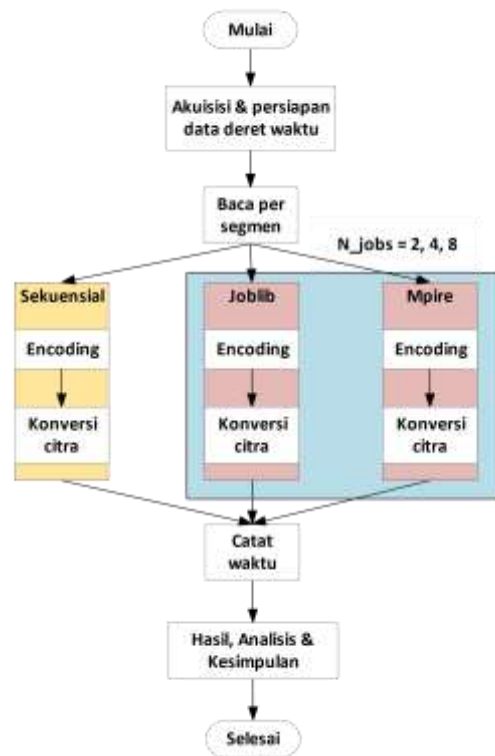 Mulai
Akuisisi & persiapan
data deret waktu
Baca per
segmen
N_jobs = 2, 4, 8
Sekuensial
Encoding
Konversi
citra
Joblib
Encoding
Konversi
citra
Mpire
Encoding
Konversi
citra
Catat
waktu
Hasil, Analisis &
Kesimpulan
Selesai